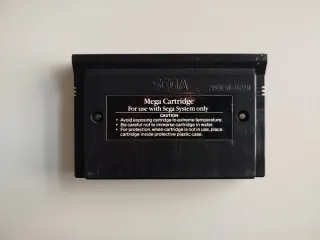 SEGA
MADE IN JAPAN
Mega Cartridge
For use with Sega System only
CAUTION
• Avoid exposing cartridge to extreme temperature.
• Be careful not to immerse cartridge in water.
• For protection, when cartridge is not in use, place
cartridge inside protective plastic case.